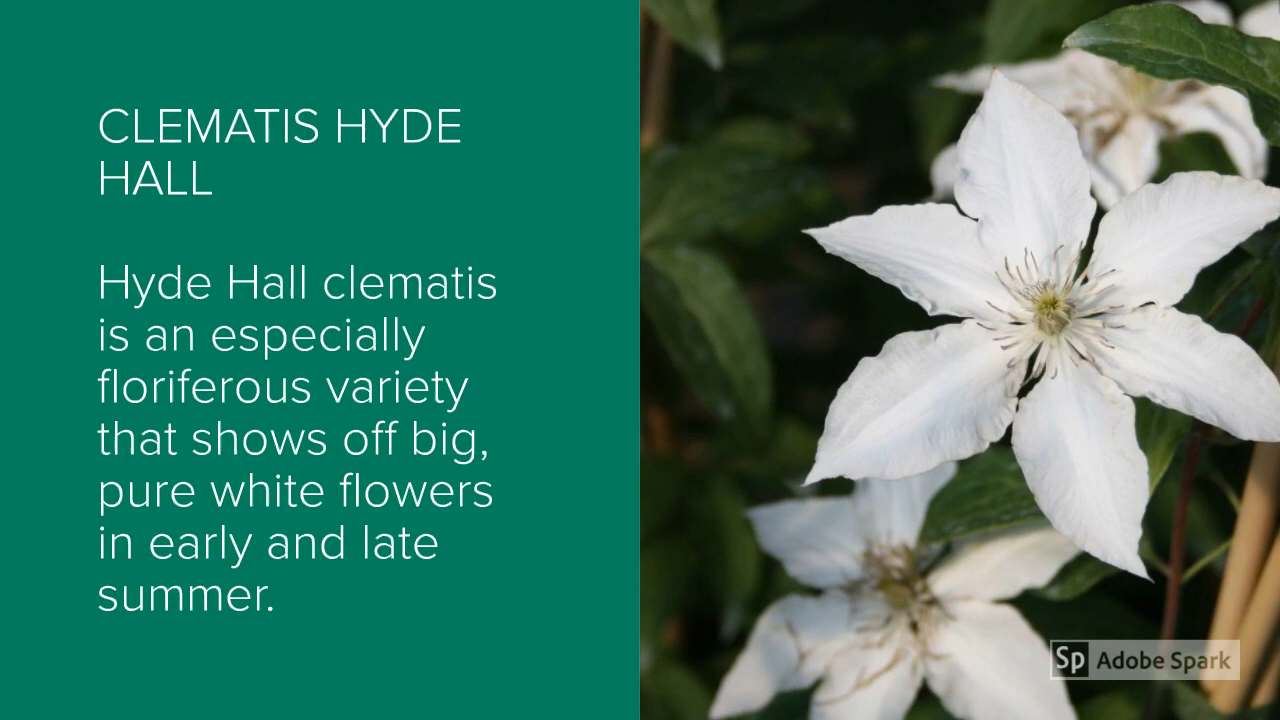 CLEMATIS HYDE
HALL
Hyde Hall clematis
is an especially
floriferous variety
that shows off big,
pure white flowers
in early and late
summer.
Sp Adobe Spark